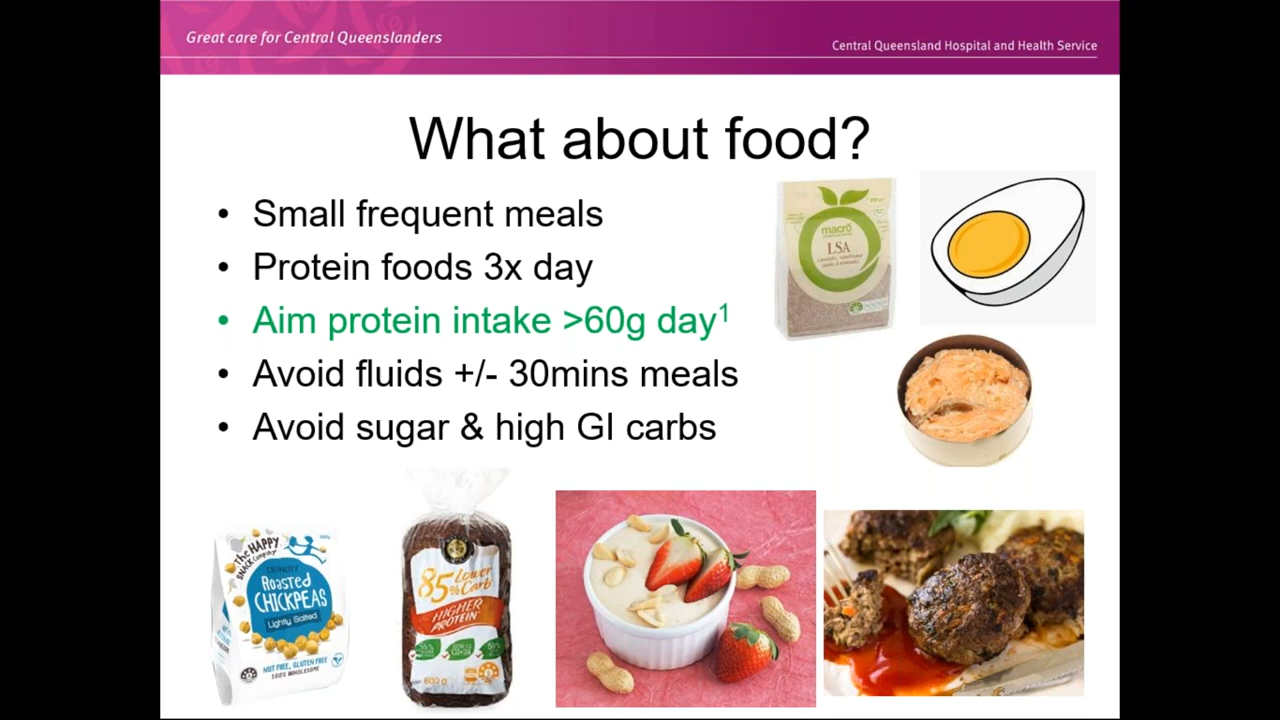 Great care for Central Queenslanders
Central Queensland Hospital and Health Service
What about food?
• Small frequent meals
• Protein foods 3x day
• Aim protein intake >60g day¹
• Avoid fluids +/- 30mins meals
• Avoid sugar & high GI carbs
macro
LSA
The HAPPY
SNACK Company
Roasted
CHICKPEAS
Lightly Salted
NUT FREE, GLUTEN FREE
100% WHOLESOME
85% Lower
Carb
HIGHER
PROTEIN
600g